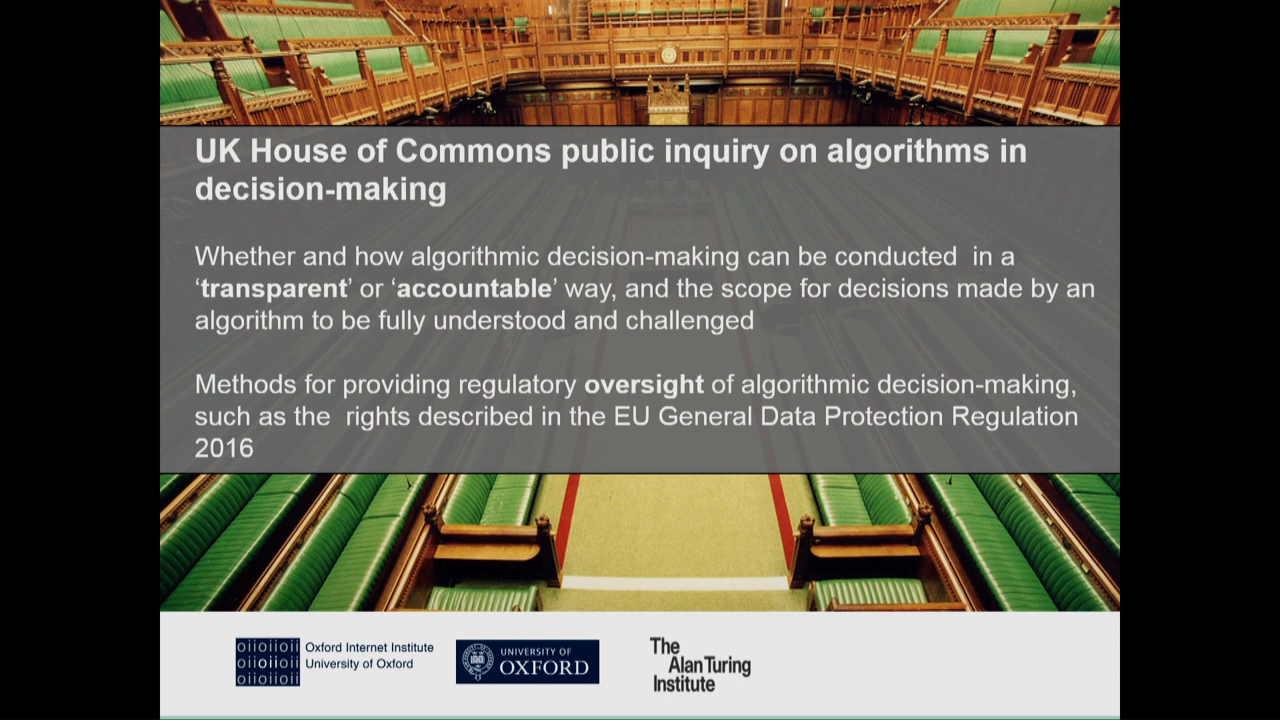 UK House of Commons public inquiry on algorithms in
decision-making
Whether and how algorithmic decision-making can be conducted in a
‘transparent’ or ‘accountable’ way, and the scope for decisions made by an
algorithm to be fully understood and challenged
Methods for providing regulatory oversight of algorithmic decision-making,
such as the rights described in the EU General Data Protection Regulation
2016
oiioiioii
oiioiioii
oiioiioii
Oxford Internet Institute
University of Oxford
UNIVERSITY OF
OXFORD
The
Alan Turing
Institute